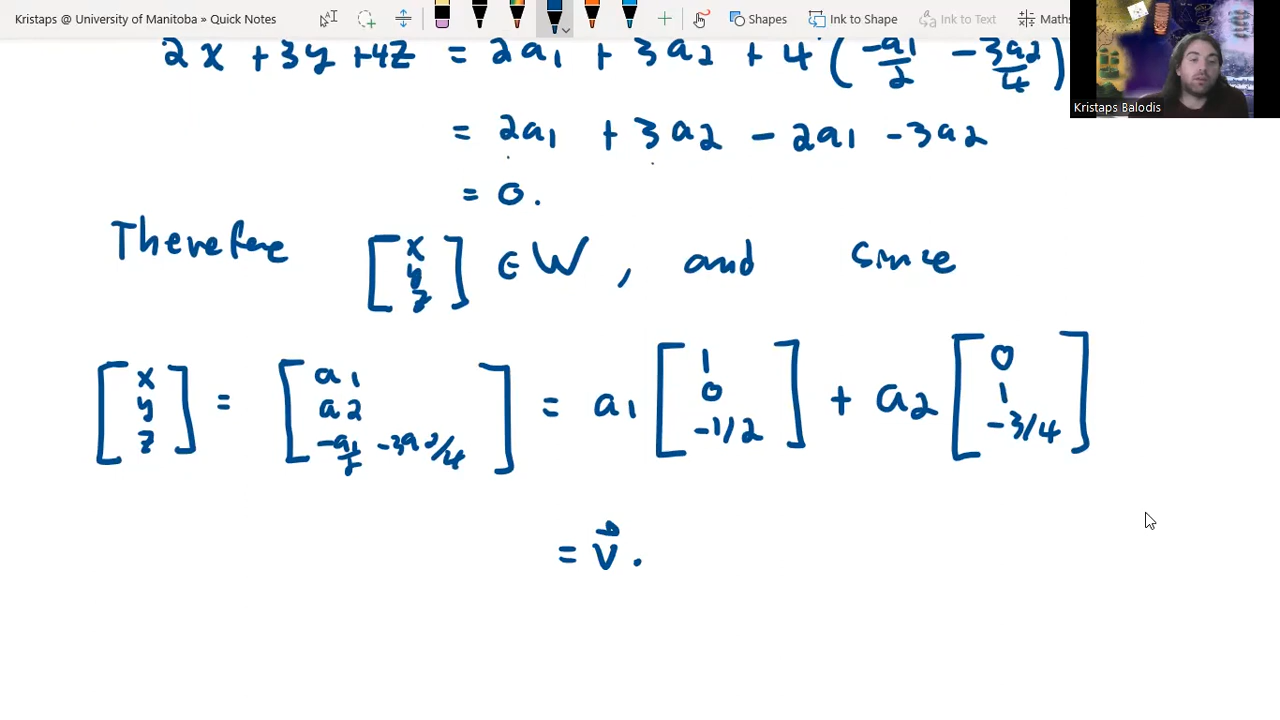 Kristaps @ University of Manitoba » Quick Notes
Shapes Ink to Shape Ink to Text Maths
Kristaps Balodis
2x + 3y + 4z = 2a1 + 3a2 + 4 ( -a1/2 - 3a2/4 )
= 2a1 + 3a2 - 2a1 - 3a2
= 0.
Therefore [x y z] ∈ W, and since
[x y z] = [a1 a2 -a1/2 -3a2/4] = a1 [1 0 -1/2] + a2 [0 1 -3/4]
= v⃗.